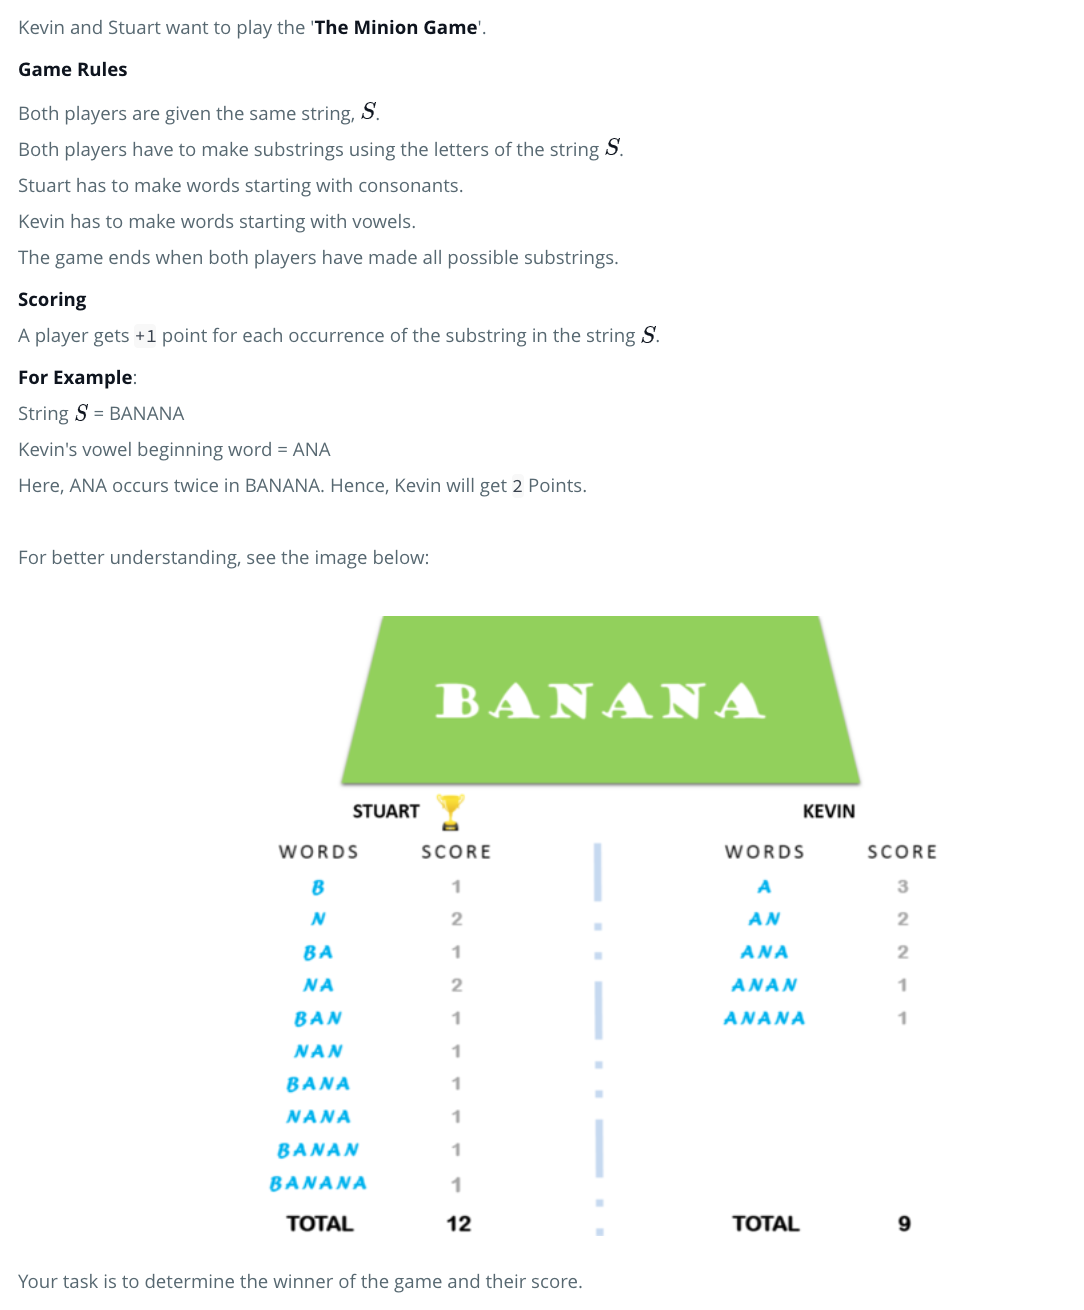 Kevin and Stuart want to play the 'The Minion Game'.
Game Rules
Both players are given the same string, S.
Both players have to make substrings using the letters of the string S.
Stuart has to make words starting with consonants.
Kevin has to make words starting with vowels.
The game ends when both players have made all possible substrings.
Scoring
A player gets +1 point for each occurrence of the substring in the string S.
For Example:
String S = BANANA
Kevin's vowel beginning word = ANA
Here, ANA occurs twice in BANANA. Hence, Kevin will get 2 Points.
For better understanding, see the image below:
BANANA
STUART KEVIN
WORDS SCORE WORDS SCORE
B 1 A 3
N 2 AN 2
BA 1 ANA 2
NA 2 ANAN 1
BAN 1 ANANA 1
NAN 1
BANA 1
NANA 1
BANAN 1
BANANA 1
TOTAL 12 TOTAL 9
Your task is to determine the winner of the game and their score.